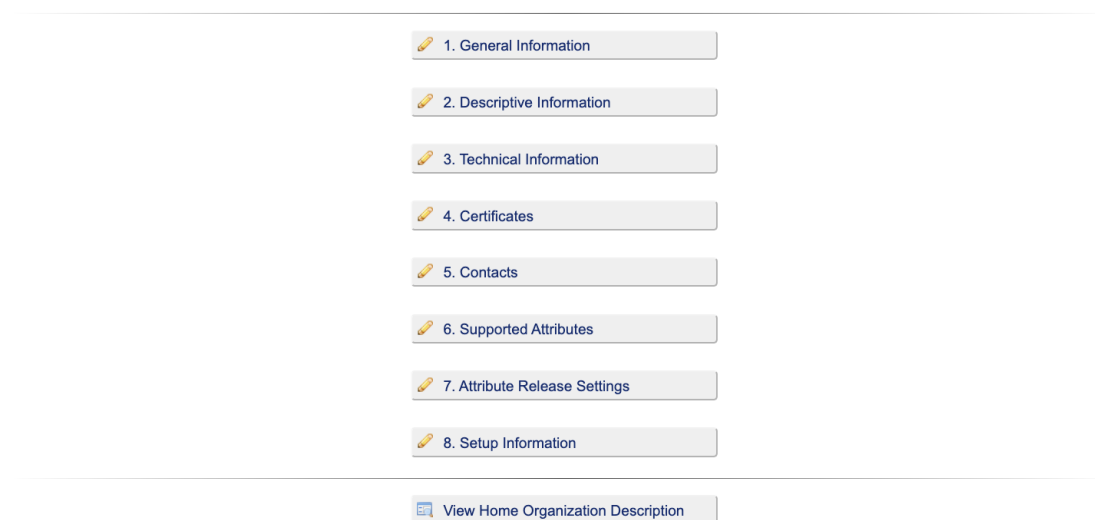 1. General Information
2. Descriptive Information
3. Technical Information
4. Certificates
5. Contacts
6. Supported Attributes
7. Attribute Release Settings
8. Setup Information
View Home Organization Description